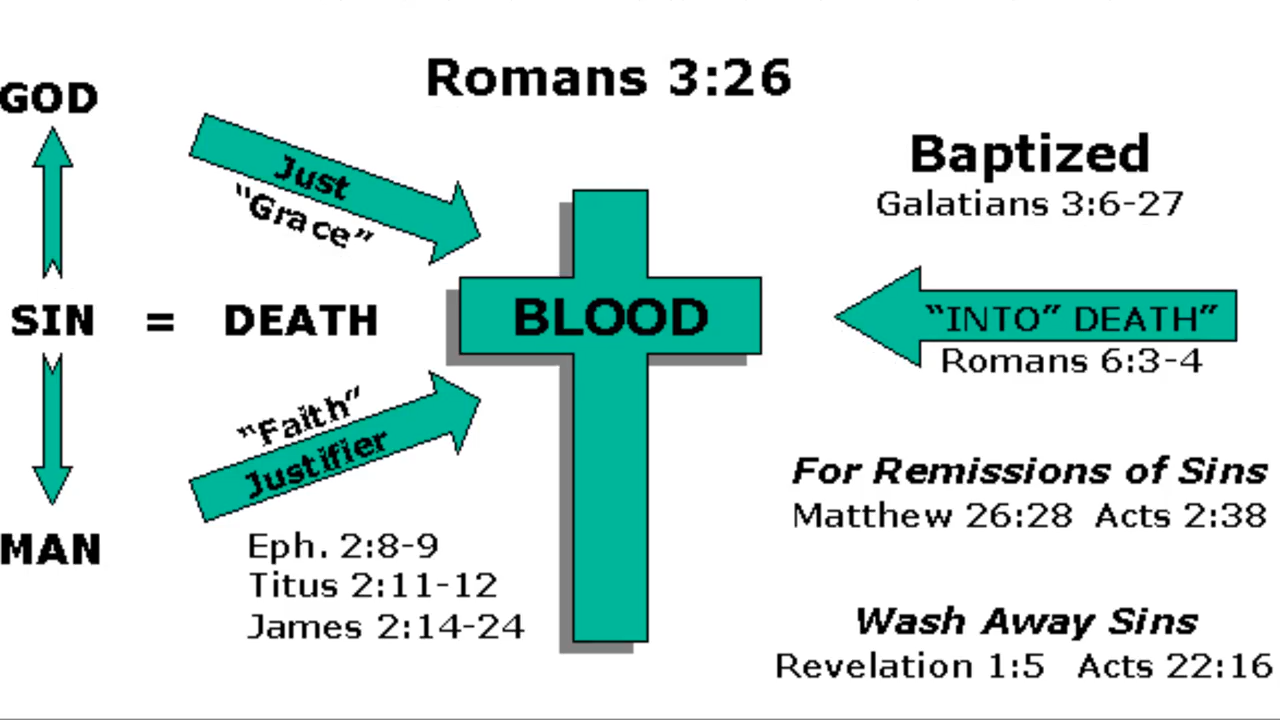 Romans 3:26
GOD
Just
“Grace”
SIN = DEATH
“Faith”
Justifier
MAN
Eph. 2:8-9
Titus 2:11-12
James 2:14-24
BLOOD
Baptized
Galatians 3:6-27
“INTO” DEATH”
Romans 6:3-4
For Remissions of Sins
Matthew 26:28 Acts 2:38
Wash Away Sins
Revelation 1:5 Acts 22:16